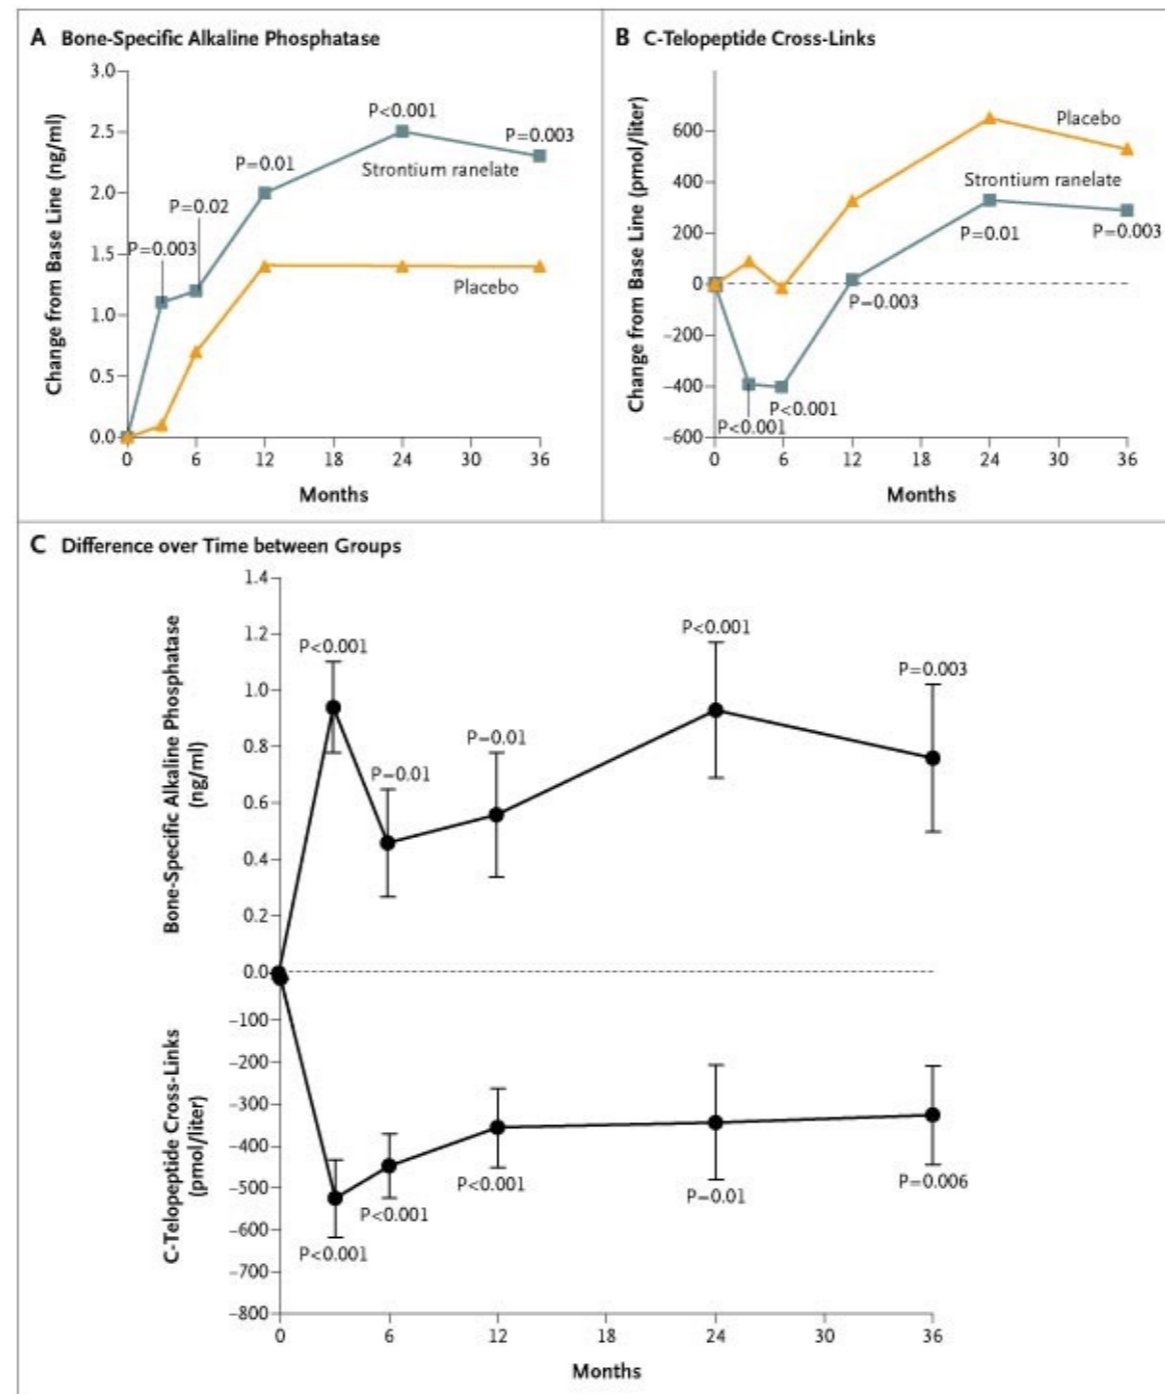 A Bone-Specific Alkaline Phosphatase
3.0
2.5
2.0
1.5
1.0
0.5
0.0
Change from Base Line (ng/ml)
P=0.003
P=0.02
P=0.01
P<0.001
P=0.003
Strontium ranelate
Placebo
0 6 12 18 24 30 36
Months
B C-Telopeptide Cross-Links
600
400
200
0
–200
–400
–600
Change from Base Line (pmol/liter)
Placebo
Strontium ranelate
P=0.01
P=0.003
P=0.003
P<0.001
P<0.001
0 6 12 18 24 30 36
Months
C Difference over Time between Groups
1.4
1.2
1.0
0.8
0.6
0.4
0.2
0.0
Bone-Specific Alkaline Phosphatase
(ng/ml)
P<0.001
P=0.01
P=0.01
P<0.001
P=0.003
–100
–200
–300
–400
–500
–600
–700
–800
C-Telopeptide Cross-Links
(pmol/liter)
P<0.001
P<0.001
P<0.001
P=0.01
P=0.006
0 6 12 18 24 30 36
Months